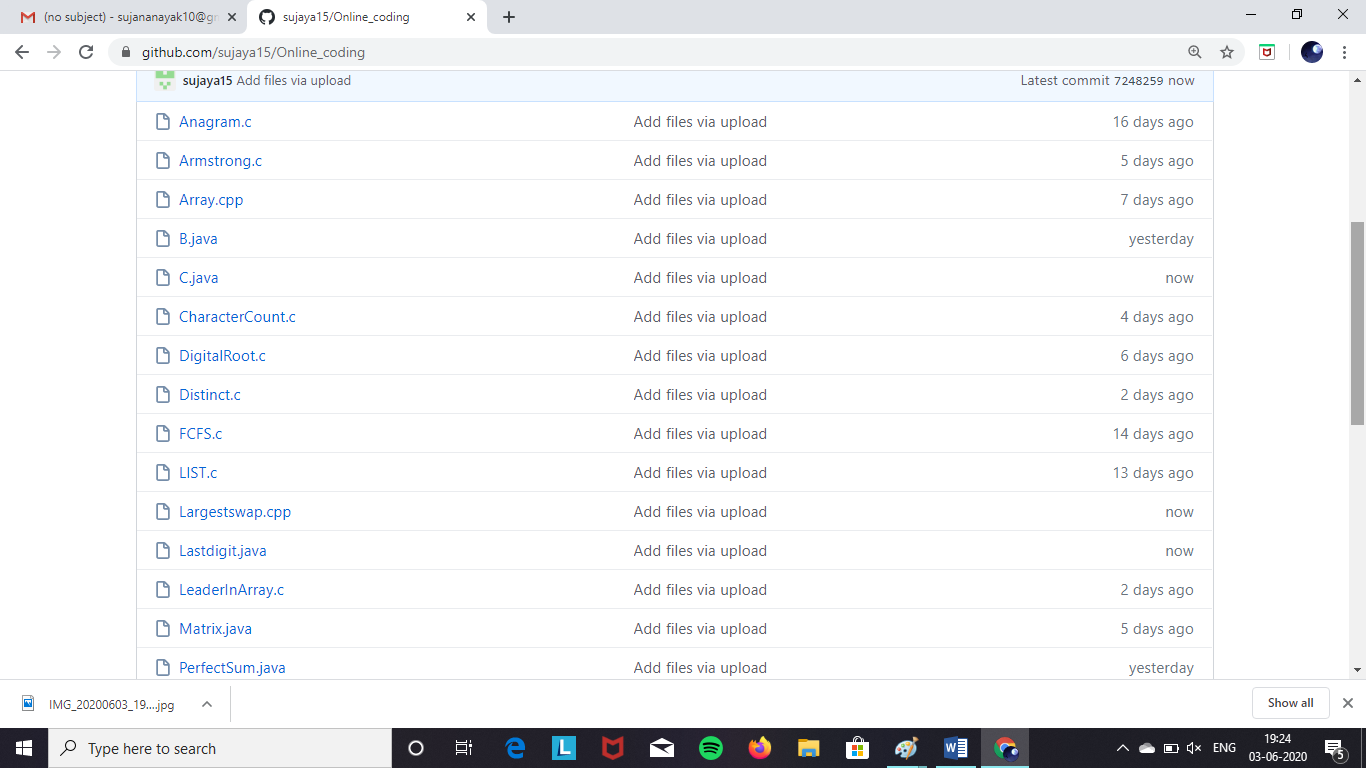 (no subject) - sujananayak10@gm
sujaya15/Online_coding
github.com/sujaya15/Online_coding
sujaya15 Add files via upload Latest commit 7248259 now
Anagram.c Add files via upload 16 days ago
Armstrong.c Add files via upload 5 days ago
Array.cpp Add files via upload 7 days ago
B.java Add files via upload yesterday
C.java Add files via upload now
CharacterCount.c Add files via upload 4 days ago
DigitalRoot.c Add files via upload 6 days ago
Distinct.c Add files via upload 2 days ago
FCFS.c Add files via upload 14 days ago
LIST.c Add files via upload 13 days ago
Largestswap.cpp Add files via upload now
Lastdigit.java Add files via upload now
LeaderInArray.c Add files via upload 2 days ago
Matrix.java Add files via upload 5 days ago
PerfectSum.java Add files via upload yesterday
IMG_20200603_19....jpg Show all
Type here to search
ENG
19:24
03-06-2020
5